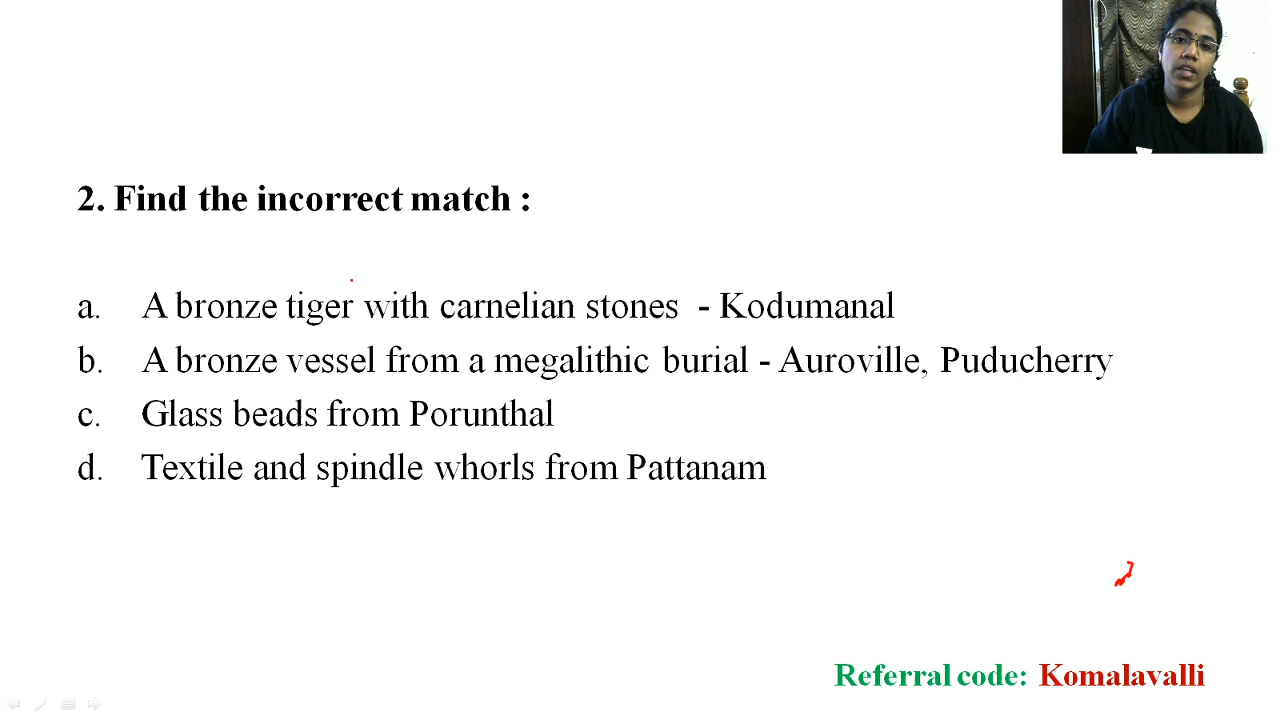 2. Find the incorrect match :
a. A bronze tiger with carnelian stones - Kodumanal
b. A bronze vessel from a megalithic burial - Auroville, Puducherry
c. Glass beads from Porunthal
d. Textile and spindle whorls from Pattanam
Referral code: Komalavalli